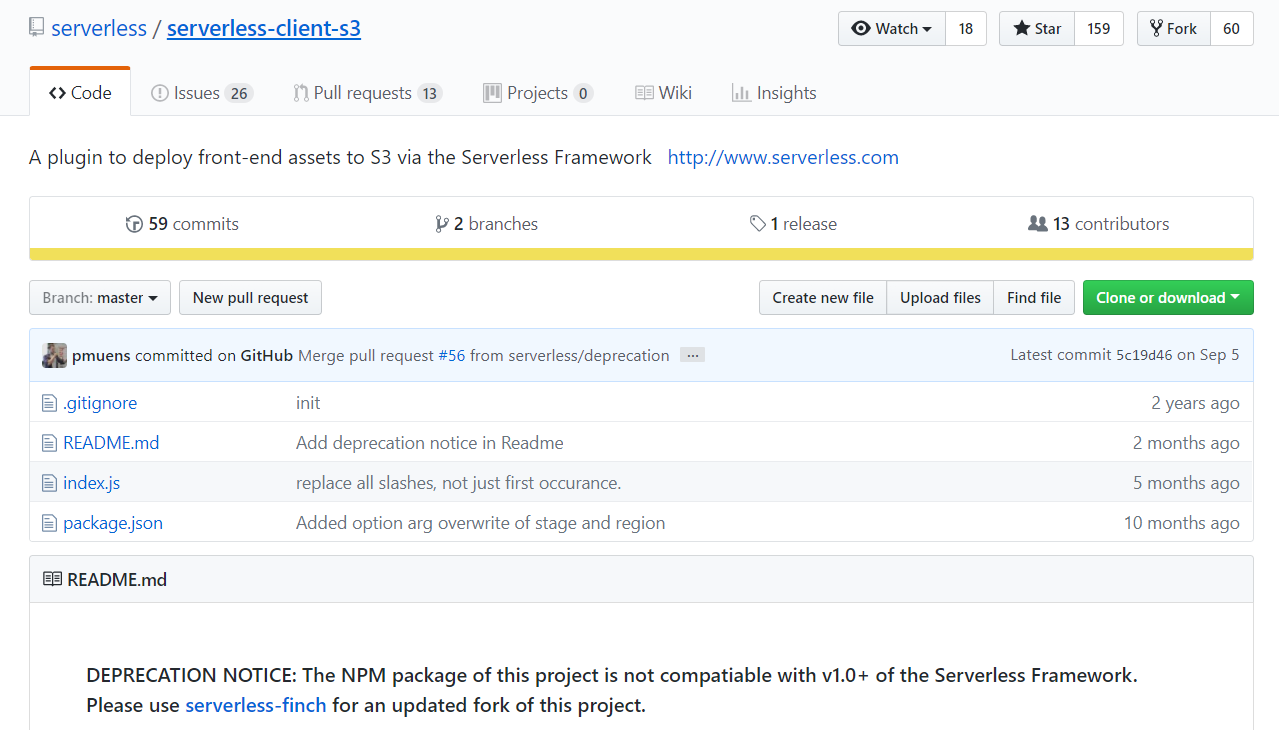 serverless / serverless-client-s3
Watch 18 Star 159 Fork 60
Code Issues 26 Pull requests 13 Projects 0 Wiki Insights
A plugin to deploy front-end assets to S3 via the Serverless Framework http://www.serverless.com
59 commits 2 branches 1 release 13 contributors
Branch: master New pull request Create new file Upload files Find file Clone or download
pmuens committed on GitHub Merge pull request #56 from serverless/deprecation ... Latest commit 5c19d46 on Sep 5
.gitignore init 2 years ago
README.md Add deprecation notice in Readme 2 months ago
index.js replace all slashes, not just first occurance. 5 months ago
package.json Added option arg overwrite of stage and region 10 months ago
README.md
DEPRECATION NOTICE: The NPM package of this project is not compatiable with v1.0+ of the Serverless Framework.
Please use serverless-finch for an updated fork of this project.